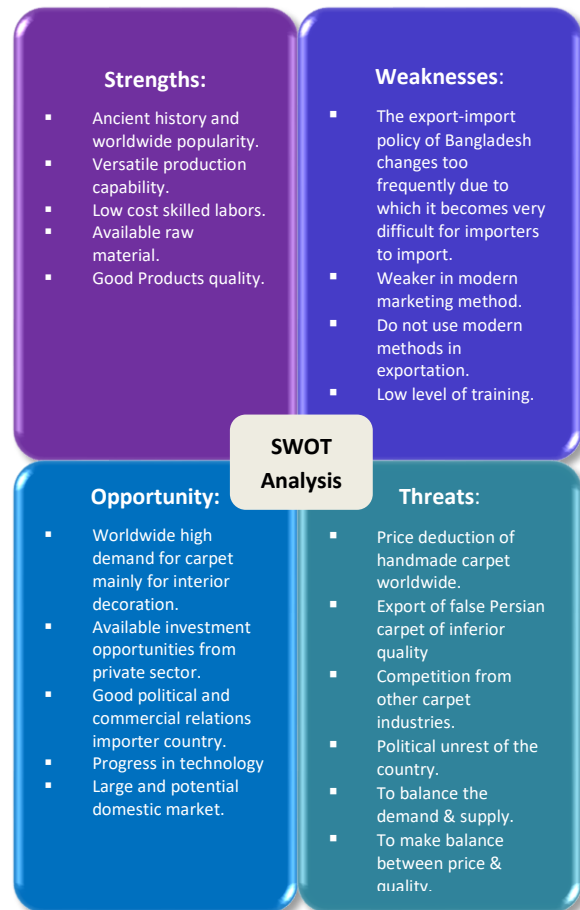 Strengths:
▪ Ancient history and
worldwide popularity.
▪ Versatile production
capability.
▪ Low cost skilled labors.
▪ Available raw
material.
▪ Good Products quality.
Weaknesses:
▪ The export-import
policy of Bangladesh
changes too
frequently due to
which it becomes very
difficult for importers
to import.
▪ Weaker in modern
marketing method.
▪ Do not use modern
methods in
exportation.
▪ Low level of training.
SWOT
Analysis
Opportunity:
▪ Worldwide high
demand for carpet
mainly for interior
decoration.
▪ Available investment
opportunities from
private sector.
▪ Good political and
commercial relations
importer country.
▪ Progress in technology
▪ Large and potential
domestic market.
Threats:
▪ Price deduction of
handmade carpet
worldwide.
▪ Export of false Persian
carpet of inferior
quality
▪ Competition from
other carpet
industries.
▪ Political unrest of the
country.
▪ To balance the
demand & supply.
▪ To make balance
between price &
quality.